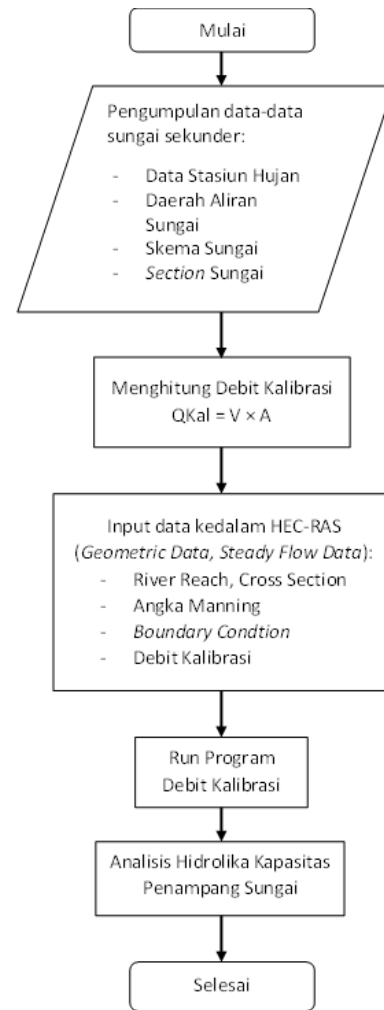 Mulai
Pengumpulan data-data
sungai sekunder:
- Data Stasiun Hujan
- Daerah Aliran
Sungai
- Skema Sungai
- Section Sungai
Menghitung Debit Kalibrasi
QKal = V × A
Input data kedalam HEC-RAS
(Geometric Data, Steady Flow Data):
- River Reach, Cross Section
- Angka Manning
- Boundary Condtion
- Debit Kalibrasi
Run Program
Debit Kalibrasi
Analisis Hidrolika Kapasitas
Penampang Sungai
Selesai